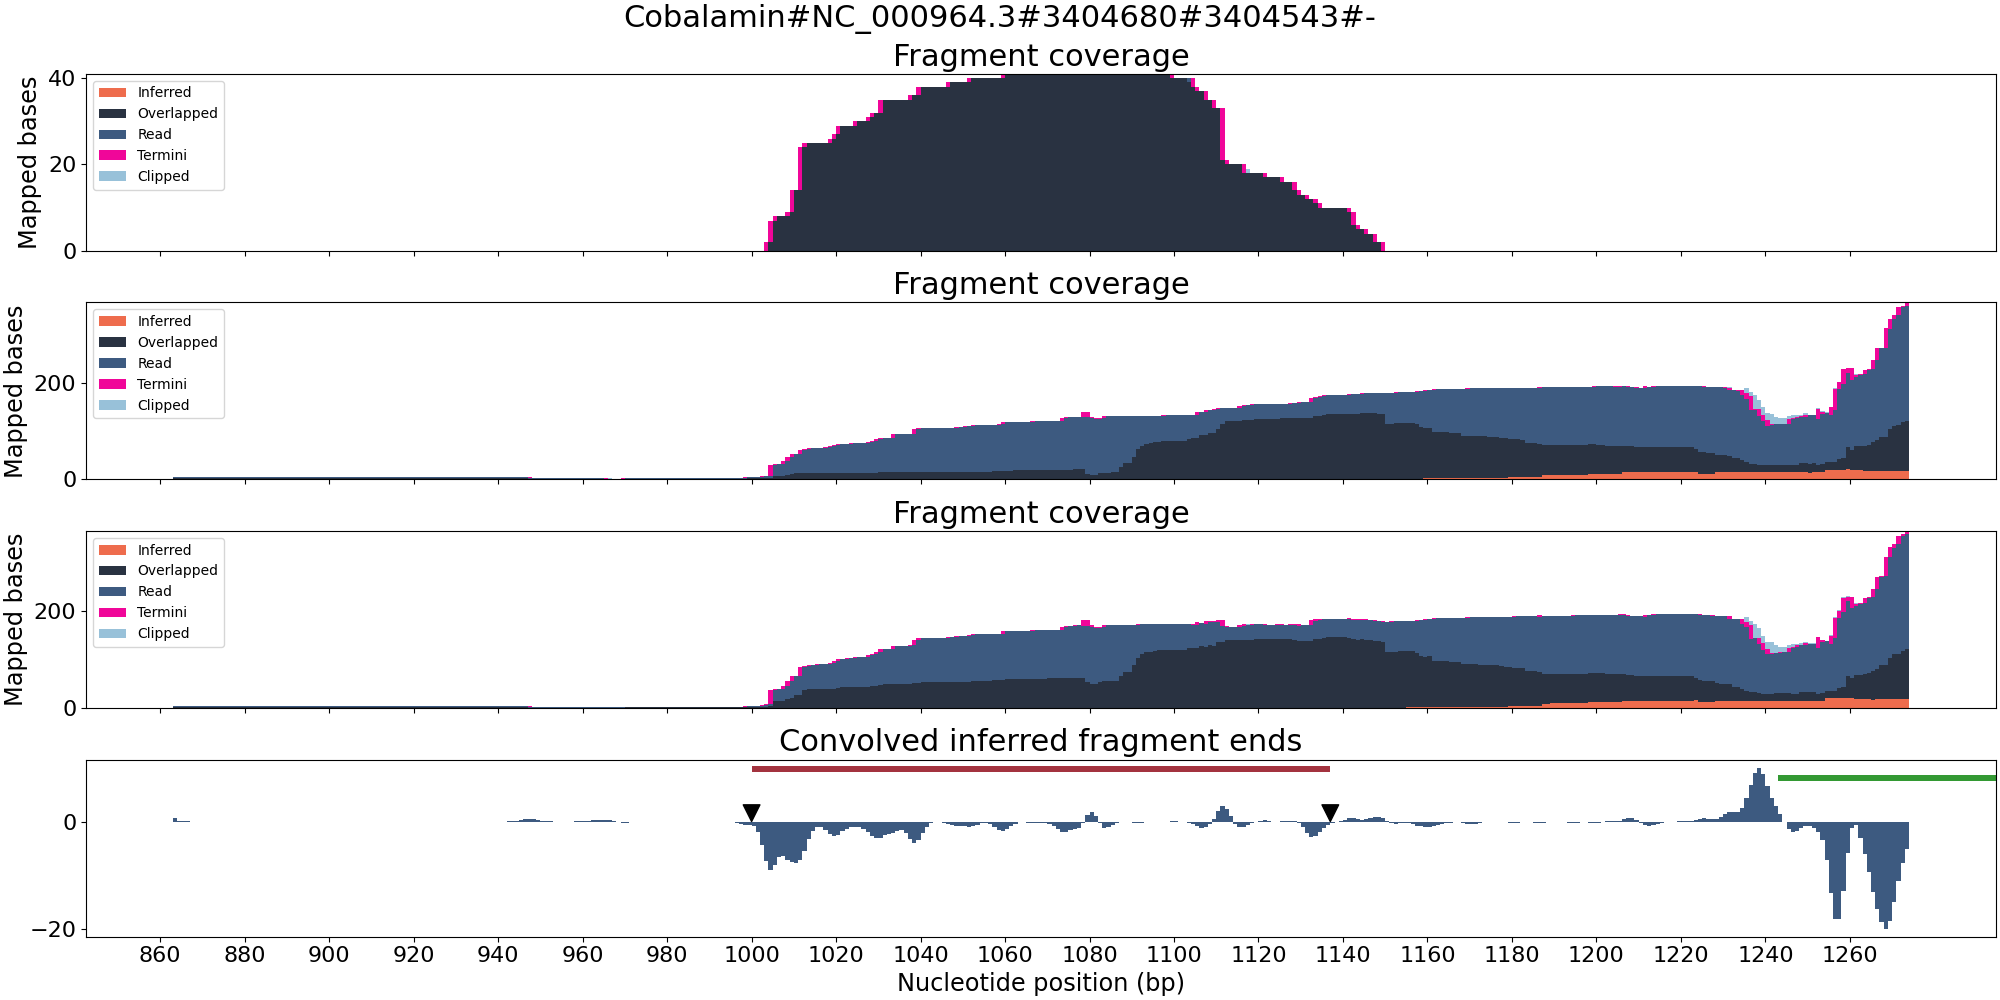 Cobalamin#NC_000964.3#3404680#3404543#-
Fragment coverage
Mapped bases
40
20
0
Inferred
Overlapped
Read
Termini
Clipped
Fragment coverage
Mapped bases
200
0
Inferred
Overlapped
Read
Termini
Clipped
Fragment coverage
Mapped bases
200
0
Inferred
Overlapped
Read
Termini
Clipped
Convolved inferred fragment ends
0
−20
860 880 900 920 940 960 980 1000 1020 1040 1060 1080 1100 1120 1140 1160 1180 1200 1220 1240 1260
Nucleotide position (bp)